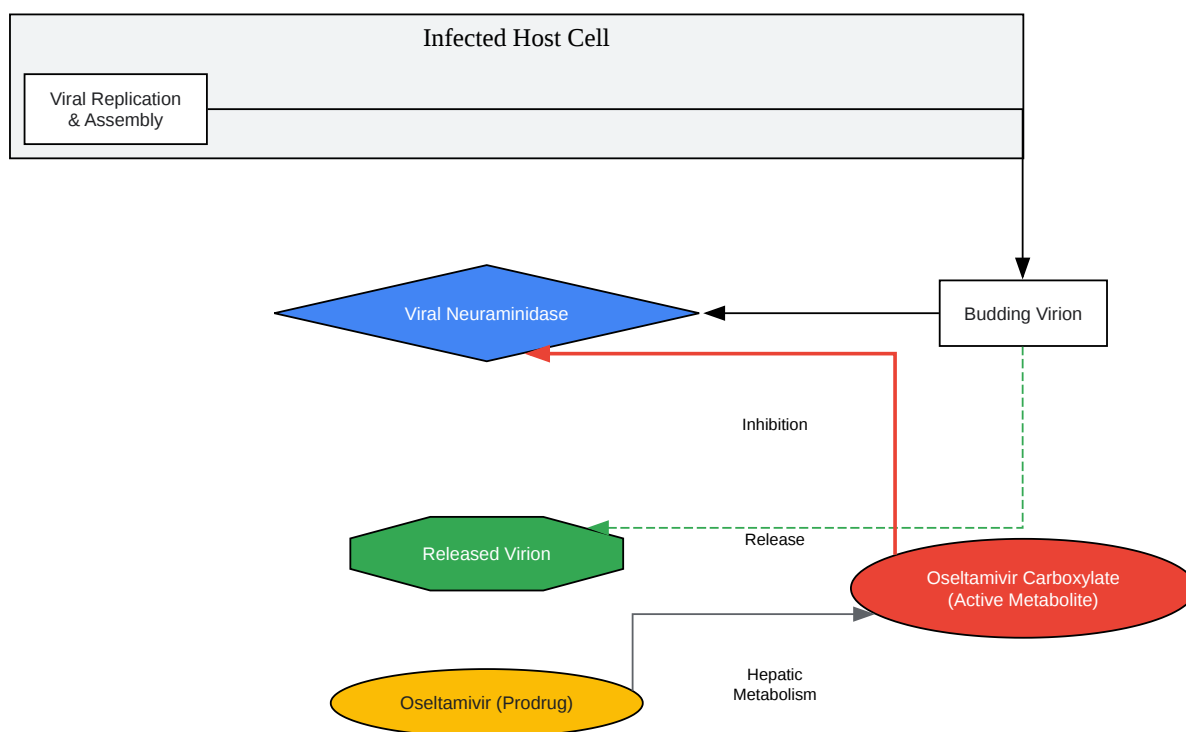 Infected Host Cell
Viral Replication
& Assembly
Viral Neuraminidase
Budding Virion
Inhibition
Release
Released Virion
Oseltamivir Carboxylate
(Active Metabolite)
Hepatic
Metabolism
Oseltamivir (Prodrug)